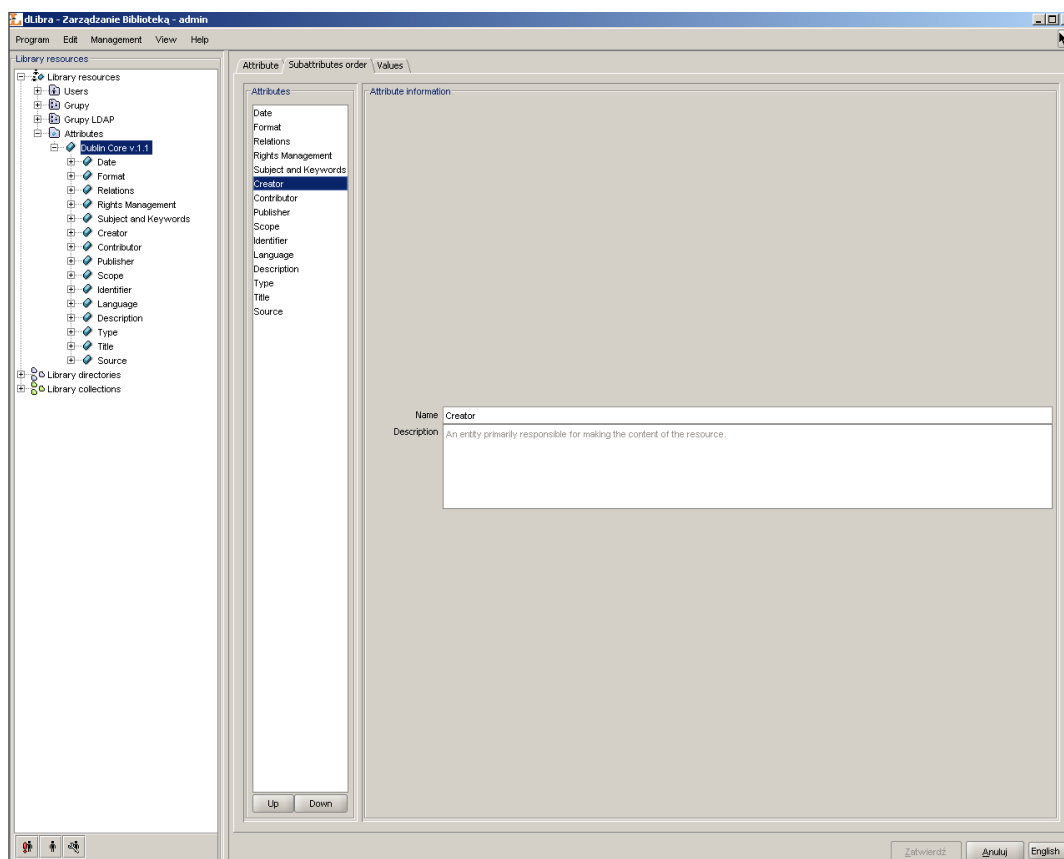 dLibra - Zarządzanie Biblioteką - admin
Program Edit Management View Help
Library resources
Library resources
Users
Grupy
Grupy LDAP
Attributes
Dublin Core v.1.1
Date
Format
Relations
Rights Management
Subject and Keywords
Creator
Contributor
Publisher
Scope
Identifier
Language
Description
Type
Title
Source
Library directories
Library collections
Attribute Subattributes order Values
Attributes
Date
Format
Relations
Rights Management
Subject and Keywords
Creator
Contributor
Publisher
Scope
Identifier
Language
Description
Type
Title
Source
Up Down
Attribute information
Name Creator
Description An entity primarily responsible for making the content of the resource.
Zatwierdź Anuluj English